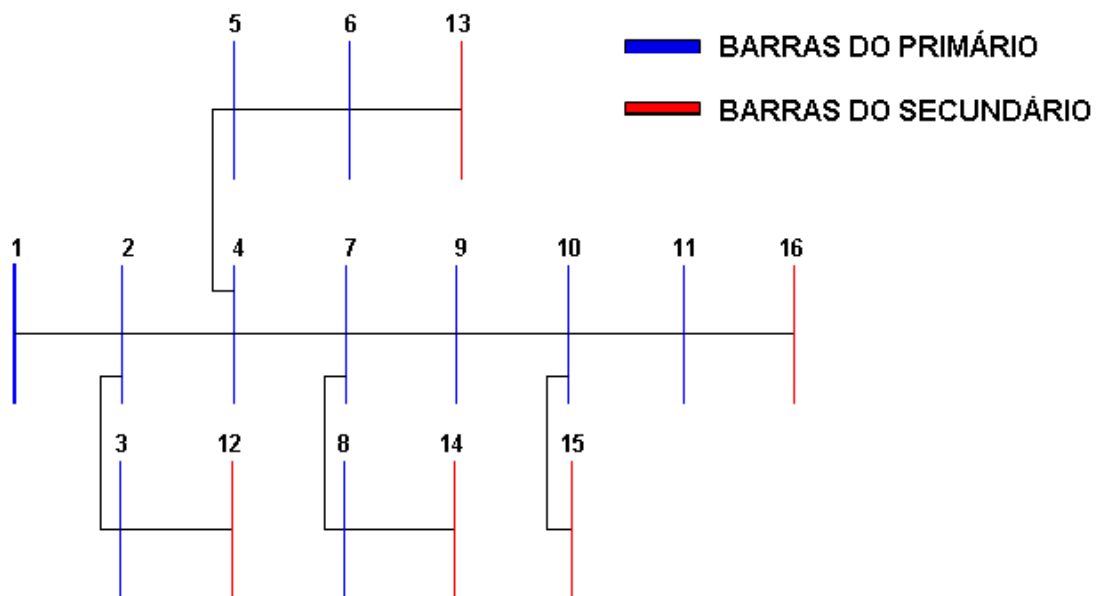 5 6 13
BARRAS DO PRIMÁRIO
BARRAS DO SECUNDÁRIO
1 2 4 7 9 10 11 16
3 12 8 14 15